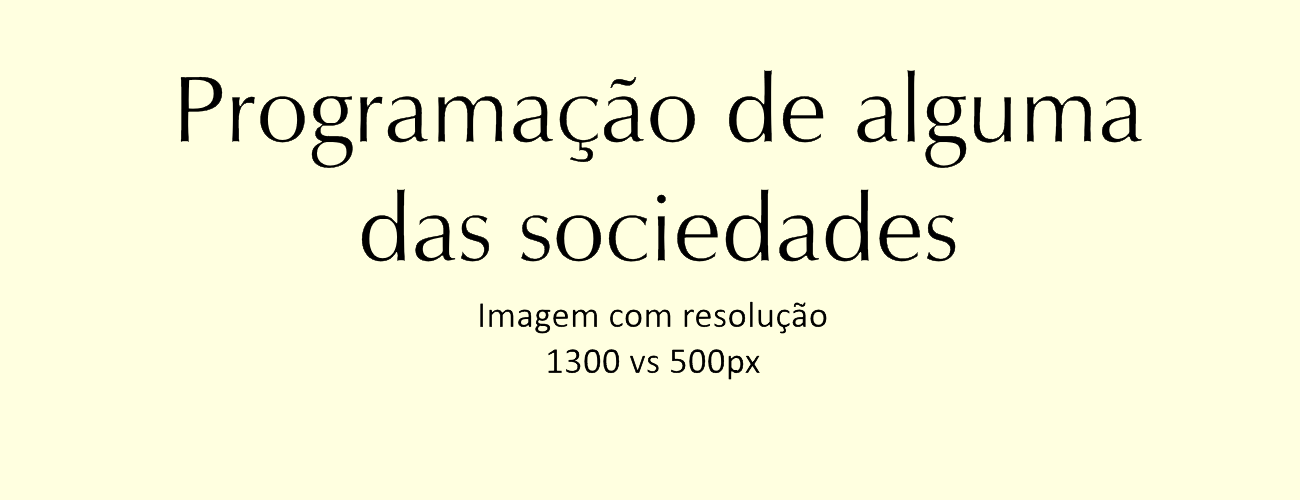 Programação de alguma
das sociedades
Imagem com resolução
1300 vs 500px